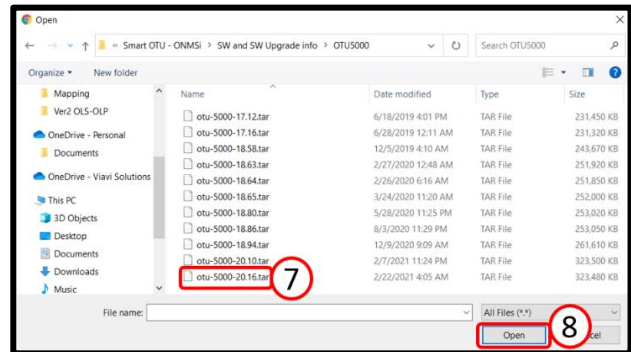 Open
« Smart OTU - ONMSi > SW and SW Upgrade info > OTU5000 Search OTU5000
Organize New folder
Name Date modified Type Size
Mapping
Ver2 OLS-OLP
OneDrive - Personal
Documents
OneDrive - Viavi Solutions
This PC
3D Objects
Desktop
Documents
Downloads
Music
otu-5000-17.12.tar 6/18/2019 4:01 PM TAR File 231,450 KB
otu-5000-17.16.tar 6/28/2019 12:11 AM TAR File 231,320 KB
otu-5000-18.58.tar 12/5/2019 4:10 AM TAR File 243,670 KB
otu-5000-18.63.tar 2/27/2020 12:48 AM TAR File 251,920 KB
otu-5000-18.64.tar 2/26/2020 6:16 AM TAR File 251,850 KB
otu-5000-18.65.tar 3/24/2020 11:20 AM TAR File 252,000 KB
otu-5000-18.80.tar 5/28/2020 11:25 PM TAR File 253,020 KB
otu-5000-18.86.tar 8/3/2020 11:29 PM TAR File 253,050 KB
otu-5000-18.94.tar 12/9/2020 9:09 AM TAR File 261,610 KB
otu-5000-20.10.tar 2/7/2021 11:24 PM TAR File 323,500 KB
otu-5000-20.16.tar 2/22/2021 4:05 AM TAR File 323,480 KB
7
File name: All Files (*.*)
Open 8 cel